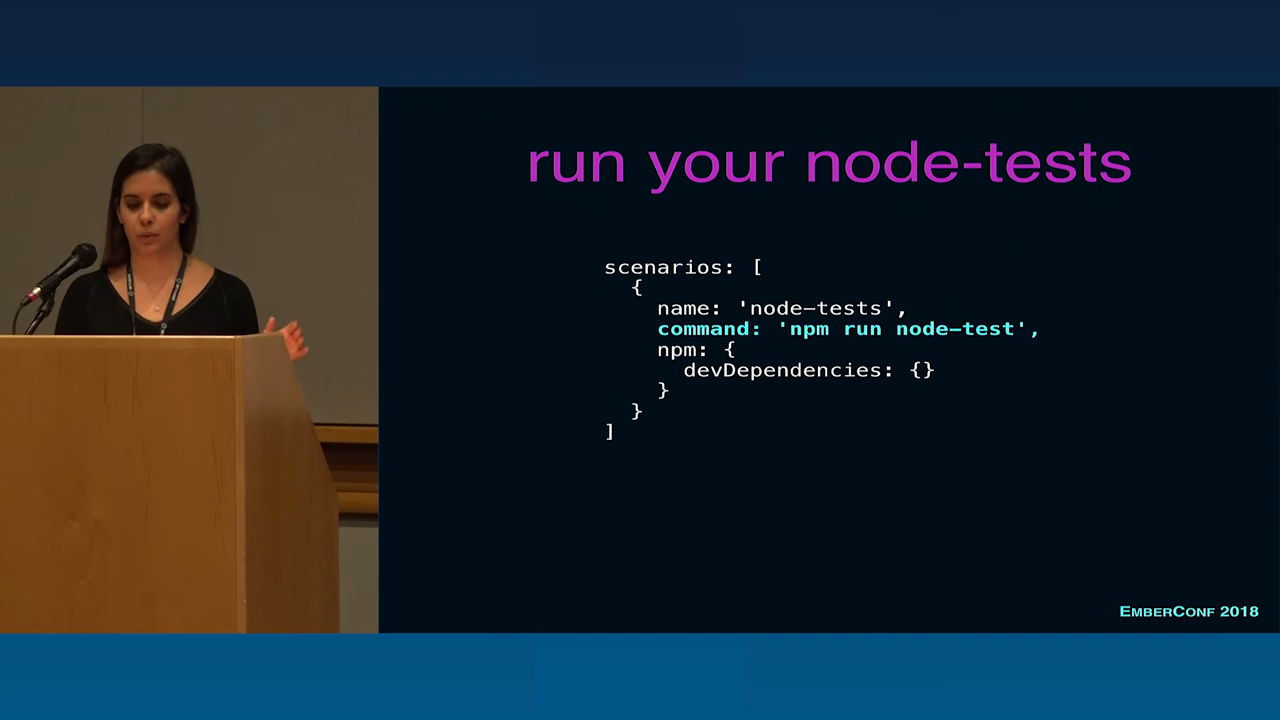 run your node-tests
scenarios: [
{
name: 'node-tests',
command: 'npm run node-test',
npm: {
devDependencies: {}
}
}
]
EMBERCONF 2018